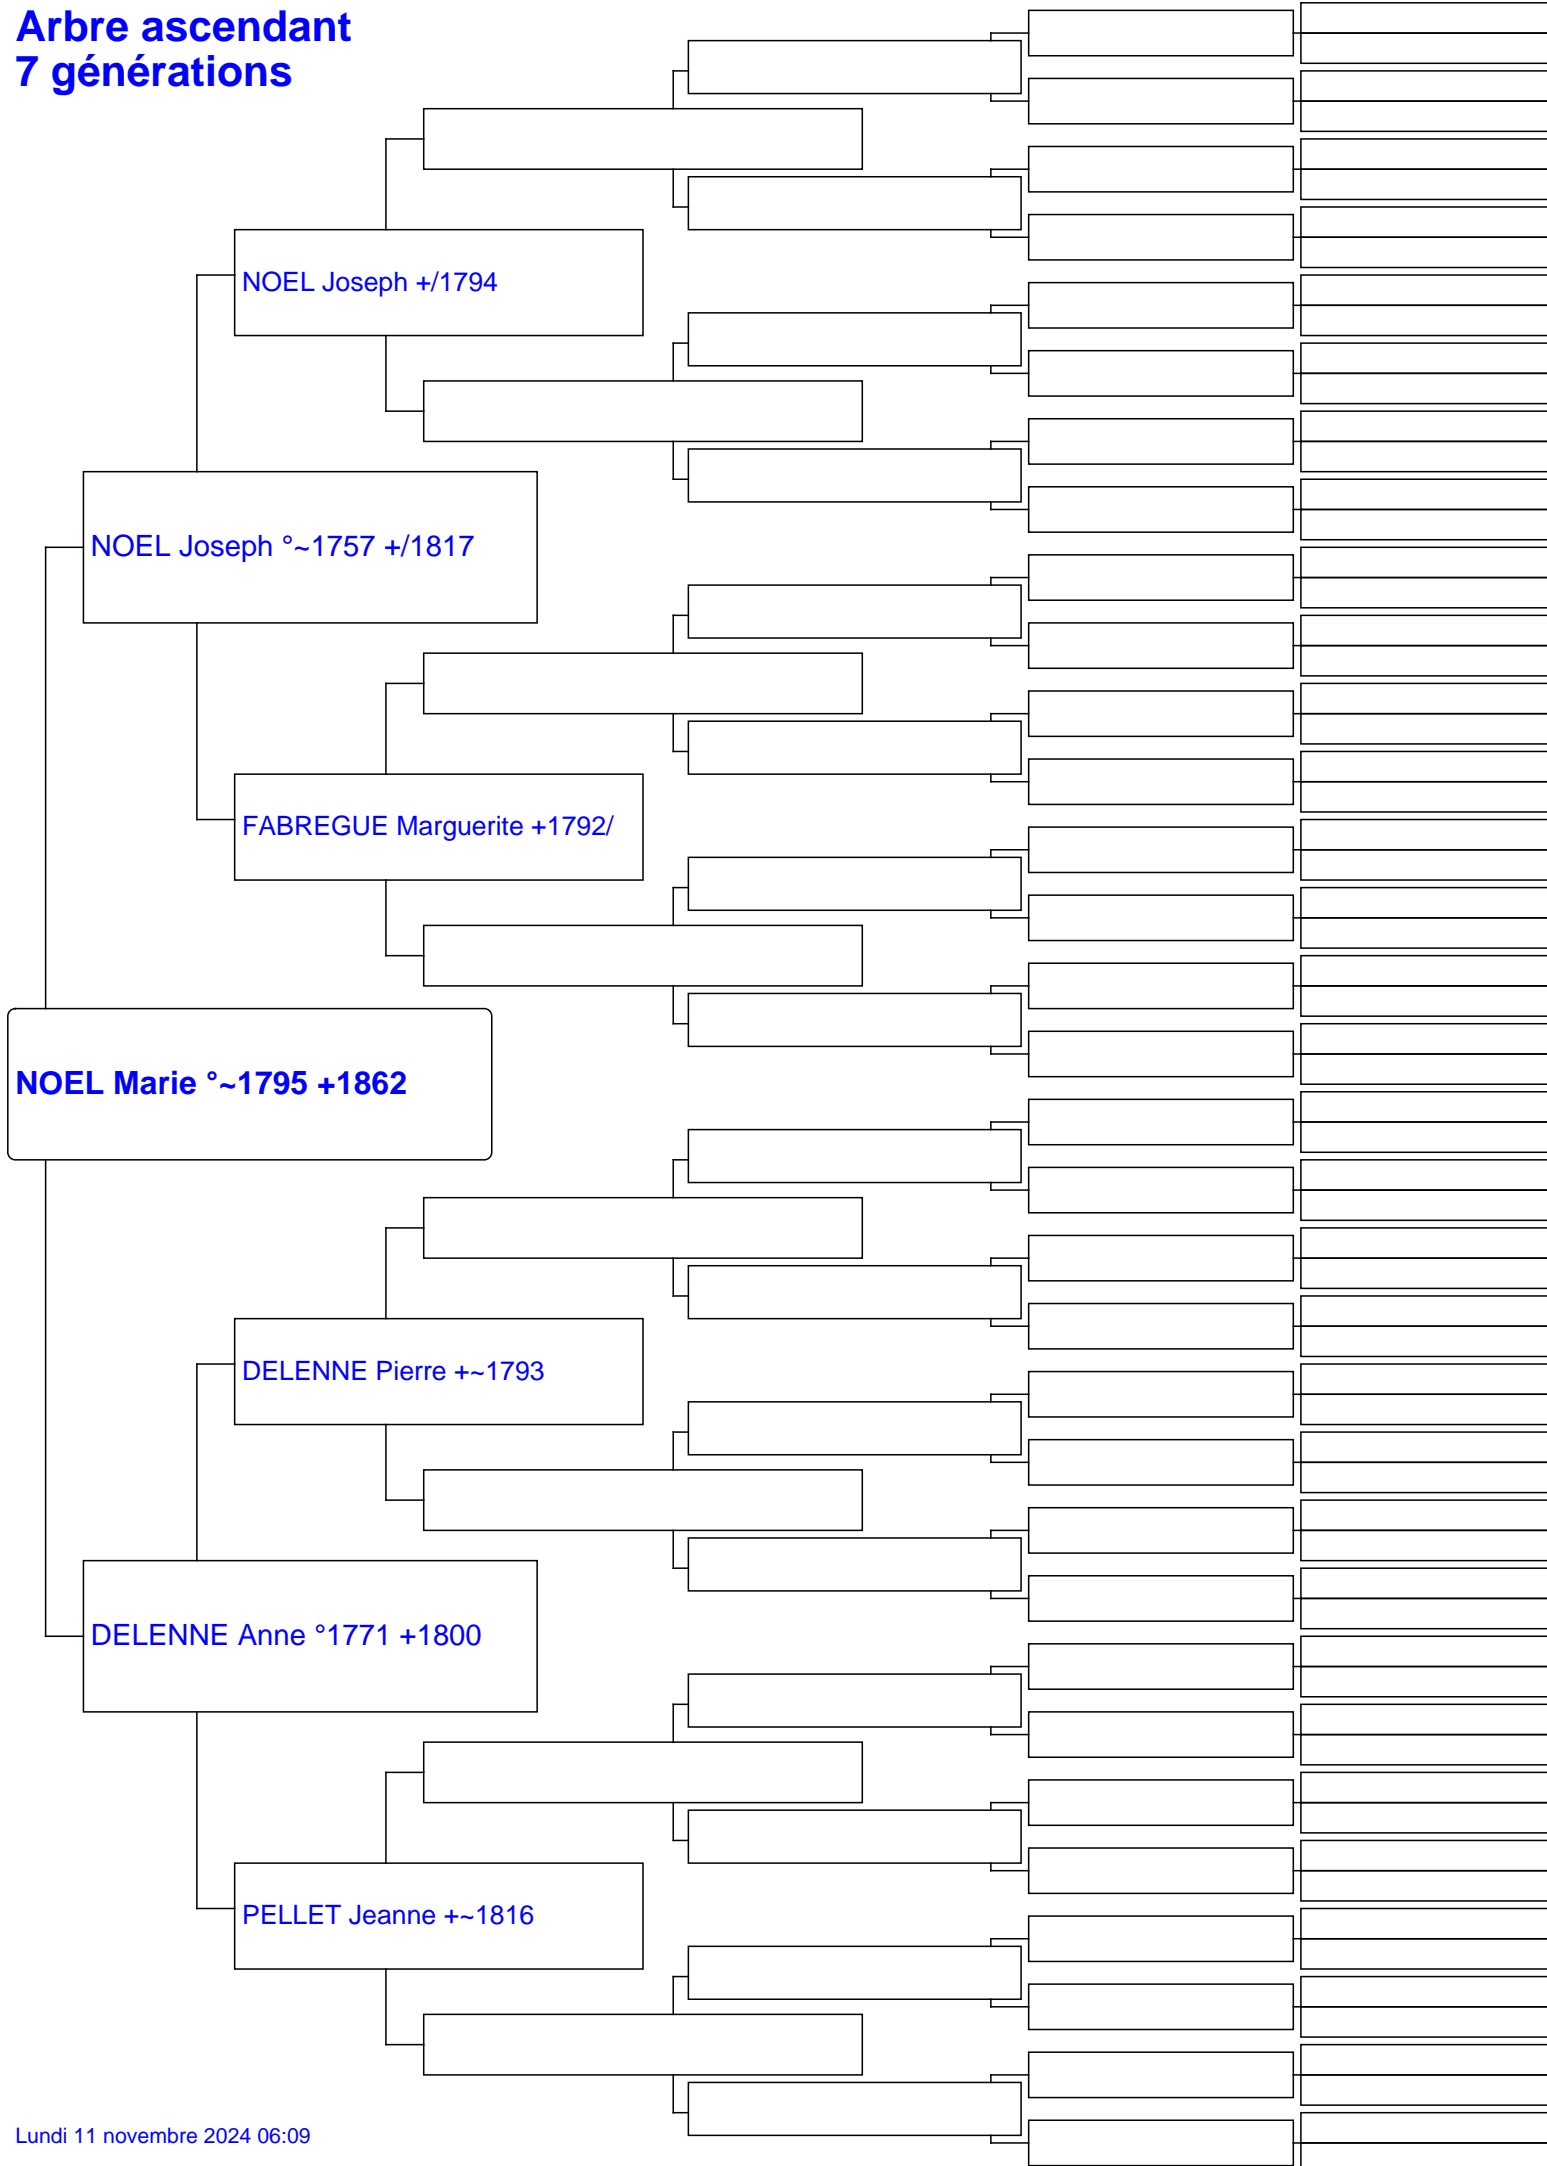 Arbre ascendant
7 générations
NOEL Joseph +/1794
NOEL Joseph °~1757 +/1817
FABREGUE Marguerite +1792/
NOEL Marie °~1795 +1862
DELENNE Pierre +~1793
DELENNE Anne °1771 +1800
PELLET Jeanne +~1816
Lundi 11 novembre 2024 06:09